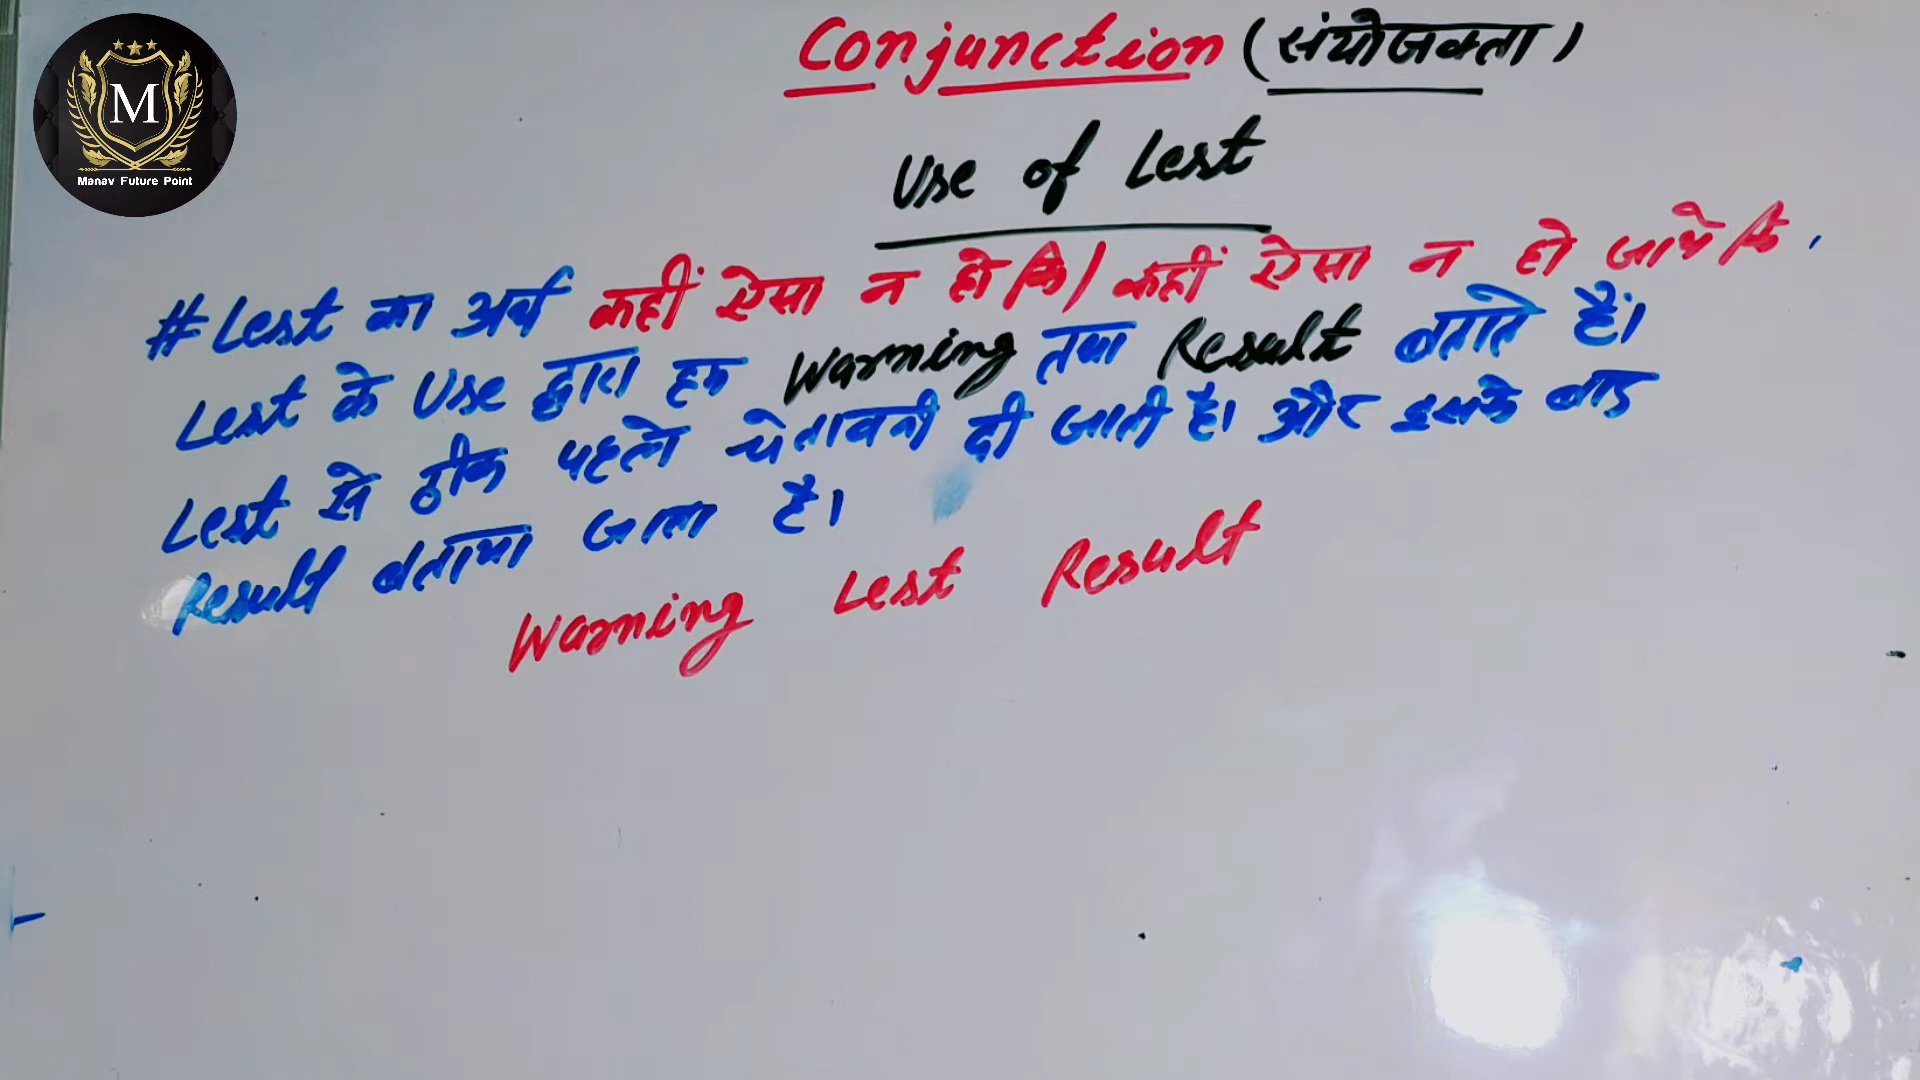 M
Manav Future Point
Conjunction (संयोजकता)
Use of Lest
# Lest का अर्थ कहीं ऐसा न हो कि / कहीं ऐसा न हो जाये कि,
Lest के Use द्वारा हम Warning तथा Result बताते हैं।
Lest से ठीक पहले चेतावनी दी जाती है। और इसके बाद
Result बताया जाता है।
Warning Lest Result